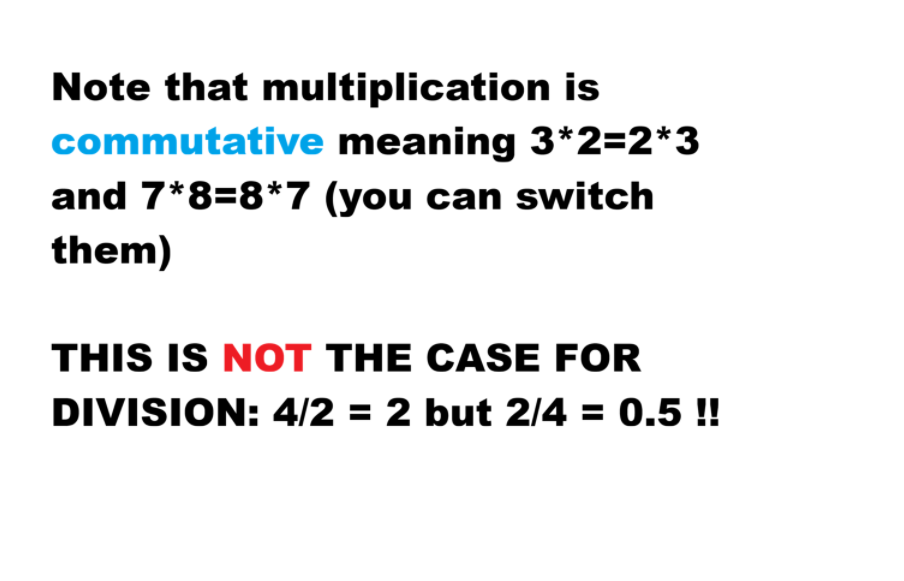 Note that multiplication is
commutative meaning 3*2=2*3
and 7*8=8*7 (you can switch
them)
THIS IS NOT THE CASE FOR
DIVISION: 4/2 = 2 but 2/4 = 0.5 !!